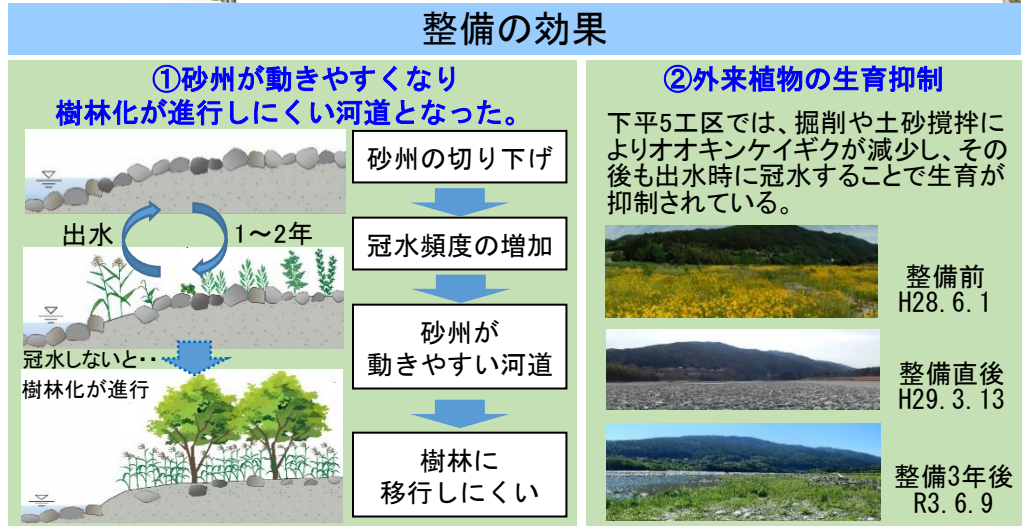 整備の効果
①砂州が動きやすくなり
樹林化が進行しにくい河道となった。
出水
1～2年
冠水しないと・・
樹林化が進行
砂州の切り下げ
冠水頻度の増加
砂州が
動きやすい河道
樹林に
移行しにくい
②外来植物の生育抑制
下平5工区では、掘削や土砂撹拌に
よりオオキンケイギクが減少し、その
後も出水時に冠水することで生育が
抑制されている。
整備前
H28.6.1
整備直後
H29.3.13
整備3年後
R3.6.9